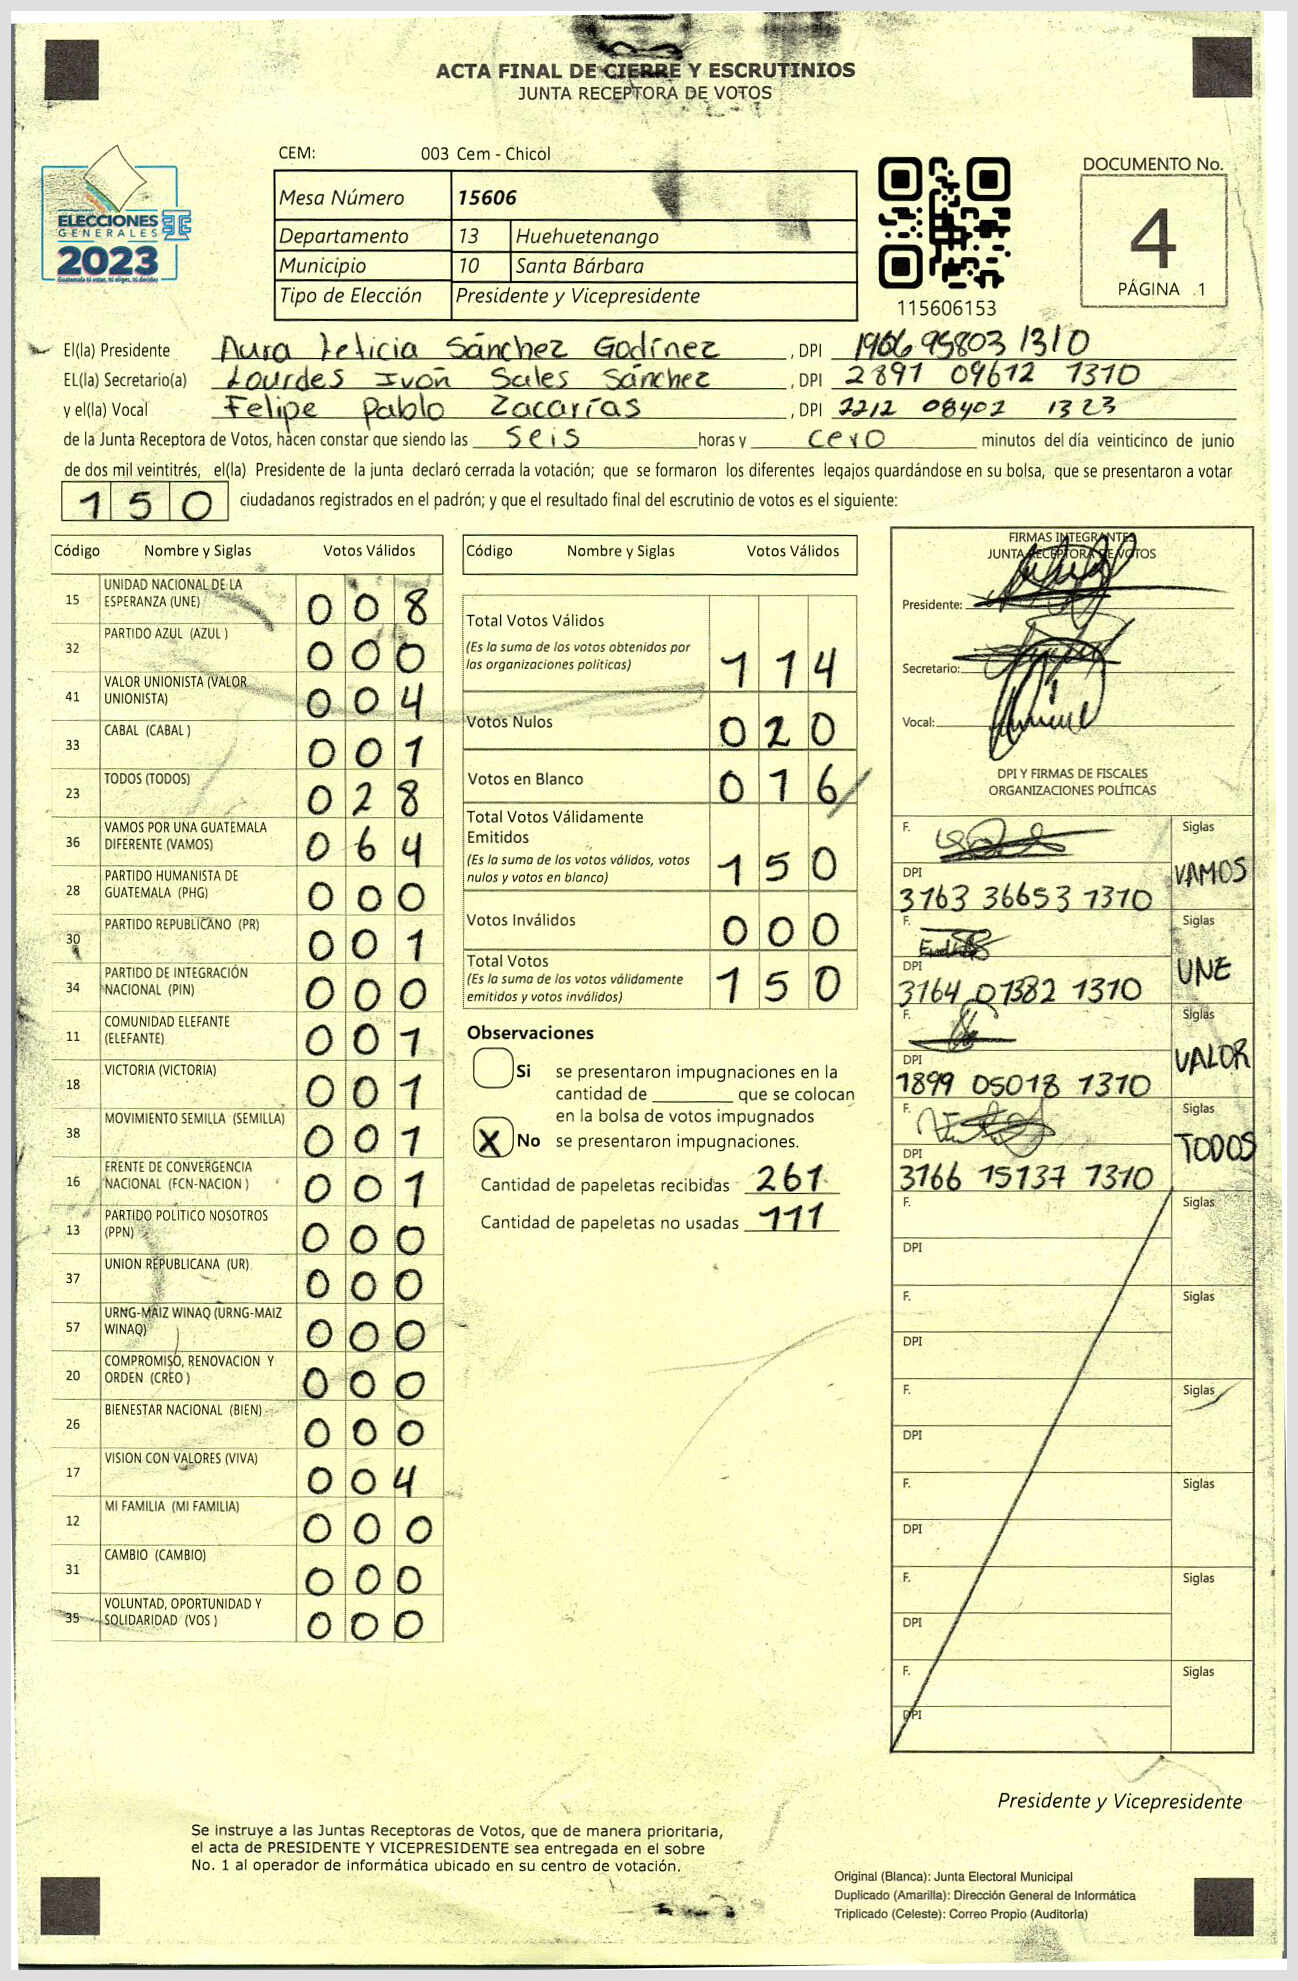 ACTA FINAL DE CIERRE Y ESCRUTINIOS
JUNTA RECEPTORA DE VOTOS
CEM: 003 Cem - Chicol
Mesa Número 15606
Departamento 13 Huehuetenango
Municipio 10 Santa Bárbara
Tipo de Elección Presidente y Vicepresidente
ELECCIONES
GENERALES
2023
Guatemala tú votas, tú eliges, tú decides
115606153
DOCUMENTO No.
4
PÁGINA 1
El(la) Presidente Aura Leticia Sánchez Godínez , DPI 1966 95803 1310
EL(la) Secretario(a) Lourdes Ivoñ Sales Sánchez , DPI 2891 09612 1310
y el(la) Vocal Felipe Pablo Zacarías , DPI 2212 08402 1323
de la Junta Receptora de Votos, hacen constar que siendo las seis horas y cero minutos del día veinticinco de junio
de dos mil veintitrés, el(la) Presidente de la junta declaró cerrada la votación; que se formaron los diferentes legajos guardándose en su bolsa, que se presentaron a votar
150 ciudadanos registrados en el padrón; y que el resultado final del escrutinio de votos es el siguiente:
Código Nombre y Siglas Votos Válidos
15 UNIDAD NACIONAL DE LA ESPERANZA (UNE) 008
32 PARTIDO AZUL (AZUL ) 000
41 VALOR UNIONISTA (VALOR UNIONISTA) 004
33 CABAL (CABAL ) 001
23 TODOS (TODOS) 028
36 VAMOS POR UNA GUATEMALA DIFERENTE (VAMOS) 064
28 PARTIDO HUMANISTA DE GUATEMALA (PHG) 000
30 PARTIDO REPUBLICANO (PR) 001
34 PARTIDO DE INTEGRACIÓN NACIONAL (PIN) 000
11 COMUNIDAD ELEFANTE (ELEFANTE) 001
18 VICTORIA (VICTORIA) 001
38 MOVIMIENTO SEMILLA (SEMILLA) 001
16 FRENTE DE CONVERGENCIA NACIONAL (FCN-NACION ) 001
13 PARTIDO POLITICO NOSOTROS (PPN) 000
37 UNION REPUBLICANA (UR) 000
57 URNG-MAIZ WINAQ (URNG-MAIZ WINAQ) 000
20 COMPROMISO, RENOVACION Y ORDEN (CREO ) 000
26 BIENESTAR NACIONAL (BIEN) 000
17 VISION CON VALORES (VIVA) 004
12 MI FAMILIA (MI FAMILIA) 000
31 CAMBIO (CAMBIO) 000
35 VOLUNTAD, OPORTUNIDAD Y SOLIDARIDAD (VOS ) 000
Código Nombre y Siglas Votos Válidos
Total Votos Válidos 114
(Es la suma de los votos obtenidos por
las organizaciones políticas)
Votos Nulos 020
Votos en Blanco 016
Total Votos Válidamente
Emitidos 150
(Es la suma de los votos válidos, votos
nulos y votos en blanco)
Votos Inválidos 000
Total Votos 150
(Es la suma de los votos válidamente
emitidos y votos inválidos)
Observaciones
Si se presentaron impugnaciones en la
cantidad de ________ que se colocan
en la bolsa de votos impugnados
X No se presentaron impugnaciones.
Cantidad de papeletas recibidas 261
Cantidad de papeletas no usadas 111
FIRMAS INTEGRANTES
JUNTA RECEPTORA DE VOTOS
Presidente:
Secretario:
Vocal:
DPI Y FIRMAS DE FISCALES
ORGANIZACIONES POLÍTICAS
F. Siglas
DPI VAMOS
3163 36653 1310
F. Siglas
DPI UNE
3164 01382 1310
F. Siglas
DPI VALOR
1899 05018 1310
F. Siglas
DPI TODOS
3166 15137 1310
F. Siglas
DPI
F. Siglas
DPI
F. Siglas
DPI
F. Siglas
DPI
F. Siglas
DPI
F. Siglas
DPI
Presidente y Vicepresidente
Se instruye a las Juntas Receptoras de Votos, que de manera prioritaria,
el acta de PRESIDENTE Y VICEPRESIDENTE sea entregada en el sobre
No. 1 al operador de informática ubicado en su centro de votación.
Original (Blanca): Junta Electoral Municipal
Duplicado (Amarilla): Dirección General de Informática
Triplicado (Celeste): Correo Propio (Auditoría)